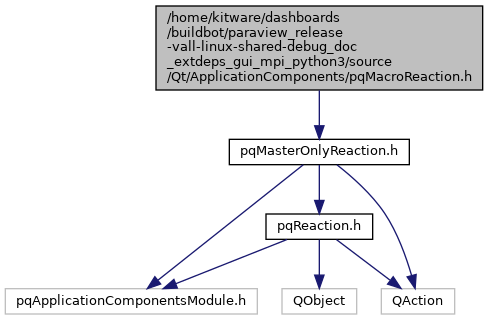 /home/kitware/dashboards
/buildbot/paraview_release
-vall-linux-shared-debug_doc
_extdeps_gui_mpi_python3/source
/Qt/ApplicationComponents/pqMacroReaction.h
pqMasterOnlyReaction.h
pqReaction.h
pqApplicationComponentsModule.h
QObject
QAction